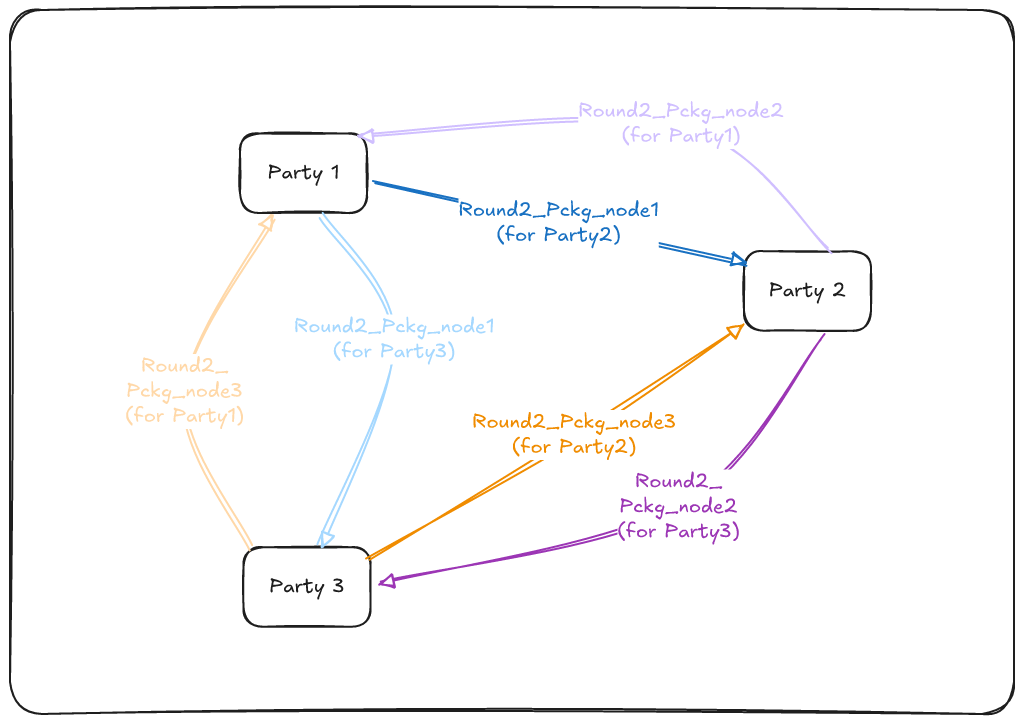 Round2_Pckg_node2
(for Party1)
Party 1
Round2_Pckg_node1
(for Party2)
Party 2
Round2_Pckg_node1
(for Party3)
Round2_
Pckg_node3
(for Party1)
Round2_Pckg_node3
(for Party2)
Round2_
Pckg_node2
(for Party3)
Party 3